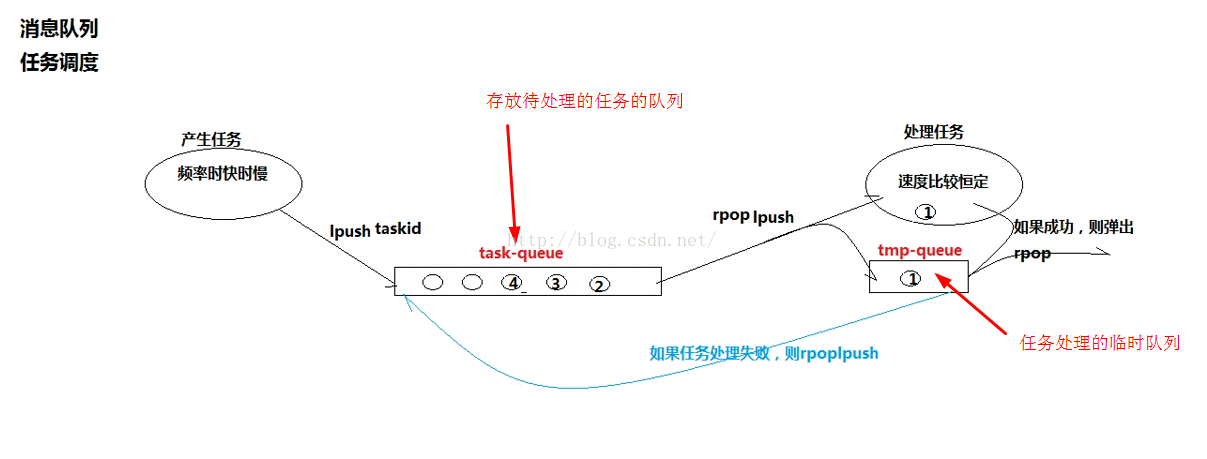 消息队列
任务调度
存放待处理的任务的队列
产生任务
频率时快时慢
处理任务
速度比较恒定
1
lpush taskid
rpop lpush
如果成功，则弹出
rpop
http://blog.csdn.net/
task-queue
tmp-queue
4 3 2
1
任务处理的临时队列
如果任务处理失败，则rpoplpush